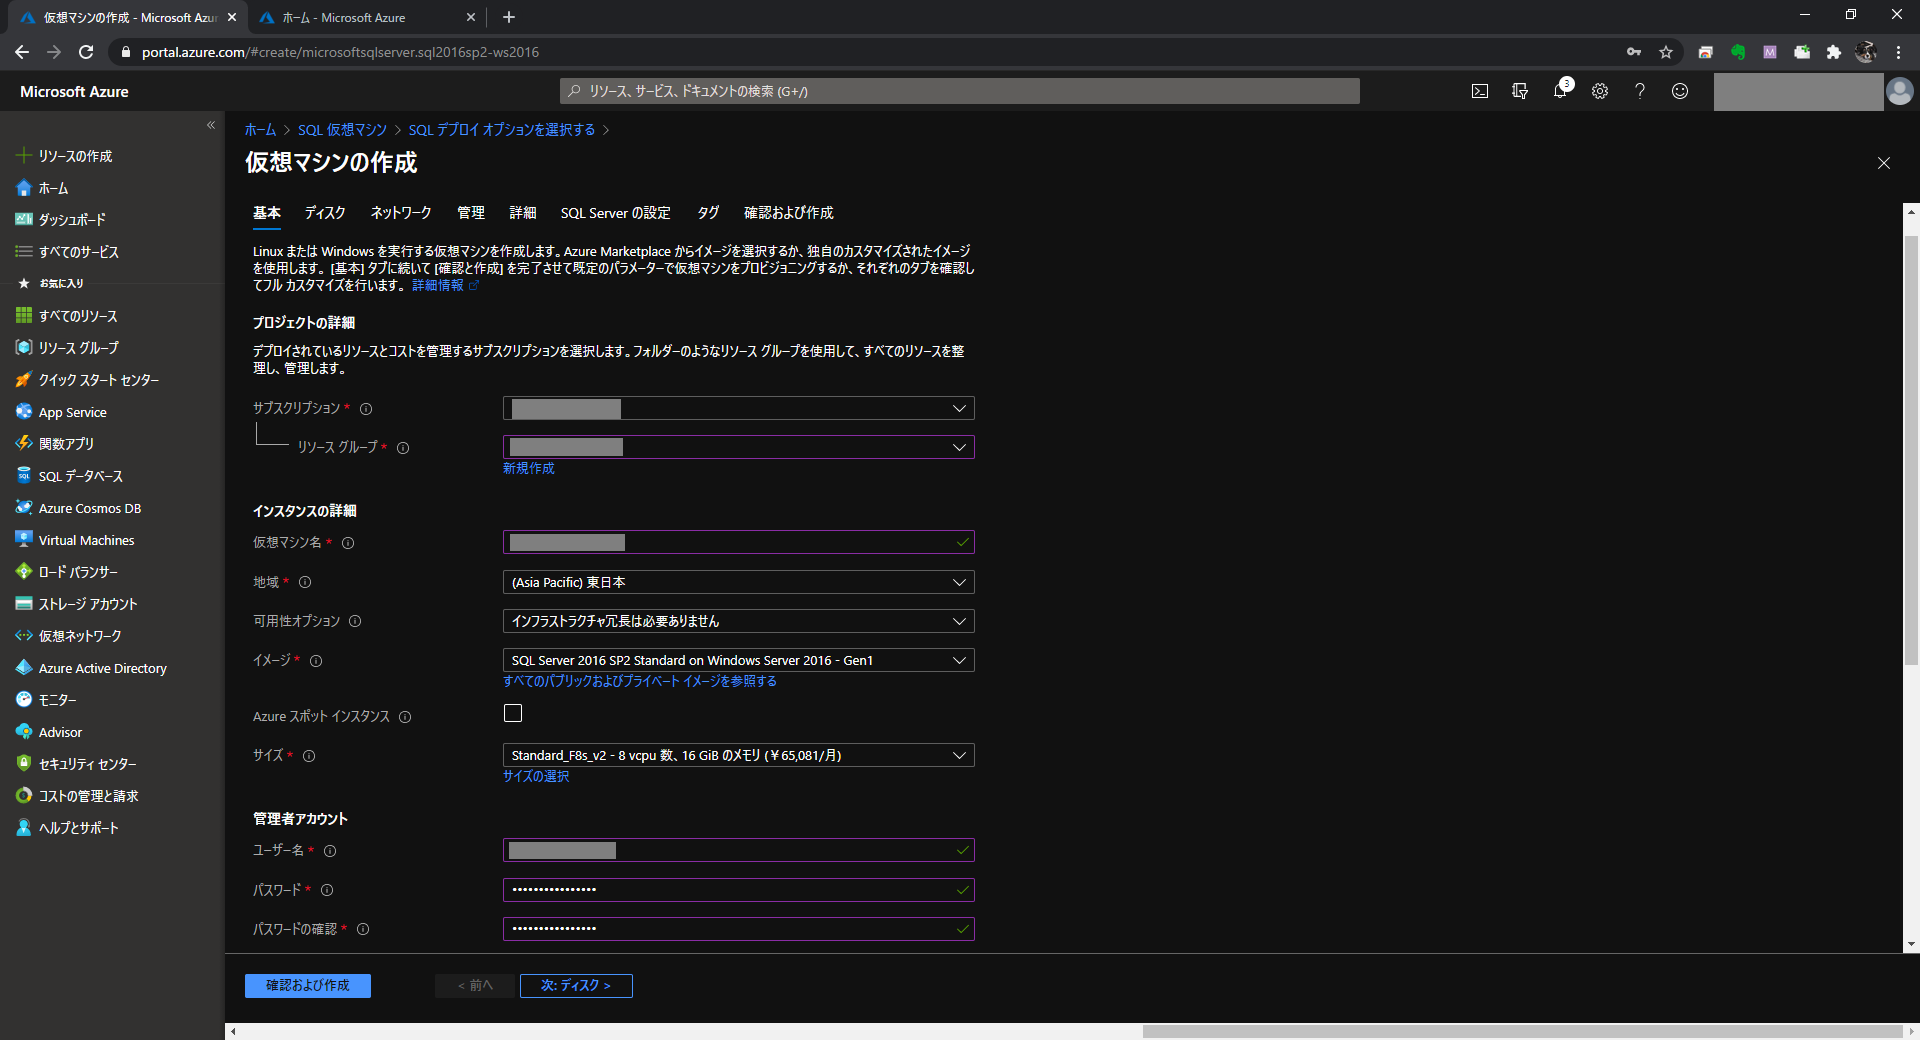 仮想マシンの作成 - Microsoft Azur
ホーム - Microsoft Azure
portal.azure.com/#create/microsoftsqlserver.sql2016sp2-ws2016
Microsoft Azure
リソース、サービス、ドキュメントの検索 (G+/)
3
リソースの作成
ホーム
ダッシュボード
すべてのサービス
お気に入り
すべてのリソース
リソース グループ
クイック スタート センター
App Service
関数アプリ
SQL データベース
Azure Cosmos DB
Virtual Machines
ロード バランサー
ストレージ アカウント
仮想ネットワーク
Azure Active Directory
モニター
Advisor
セキュリティ センター
コストの管理と請求
ヘルプとサポート
ホーム > SQL 仮想マシン > SQL デプロイ オプションを選択する >
仮想マシンの作成
基本 ディスク ネットワーク 管理 詳細 SQL Server の設定 タグ 確認および作成
Linux または Windows を実行する仮想マシンを作成します。Azure Marketplace からイメージを選択するか、独自のカスタマイズされたイメージ
を使用します。 [基本] タブに続いて [確認と作成] を完了させて既定のパラメーターで仮想マシンをプロビジョニングするか、それぞれのタブを確認し
てフル カスタマイズを行います。 詳細情報
プロジェクトの詳細
デプロイされているリソースとコストを管理するサブスクリプションを選択します。フォルダーのようなリソース グループを使用して、すべてのリソースを整
理し、管理します。
サブスクリプション *
リソース グループ *
新規作成
インスタンスの詳細
仮想マシン名 *
地域 * (Asia Pacific) 東日本
可用性オプション インフラストラクチャ冗長は必要ありません
イメージ * SQL Server 2016 SP2 Standard on Windows Server 2016 - Gen1
すべてのパブリックおよびプライベート イメージを参照する
Azure スポット インスタンス
サイズ * Standard_F8s_v2 - 8 vcpu 数、16 GiB のメモリ (¥65,081/月)
サイズの選択
管理者アカウント
ユーザー名 *
パスワード * ••••••••••••••••
パスワードの確認 * ••••••••••••••••
確認および作成 < 前へ 次: ディスク >